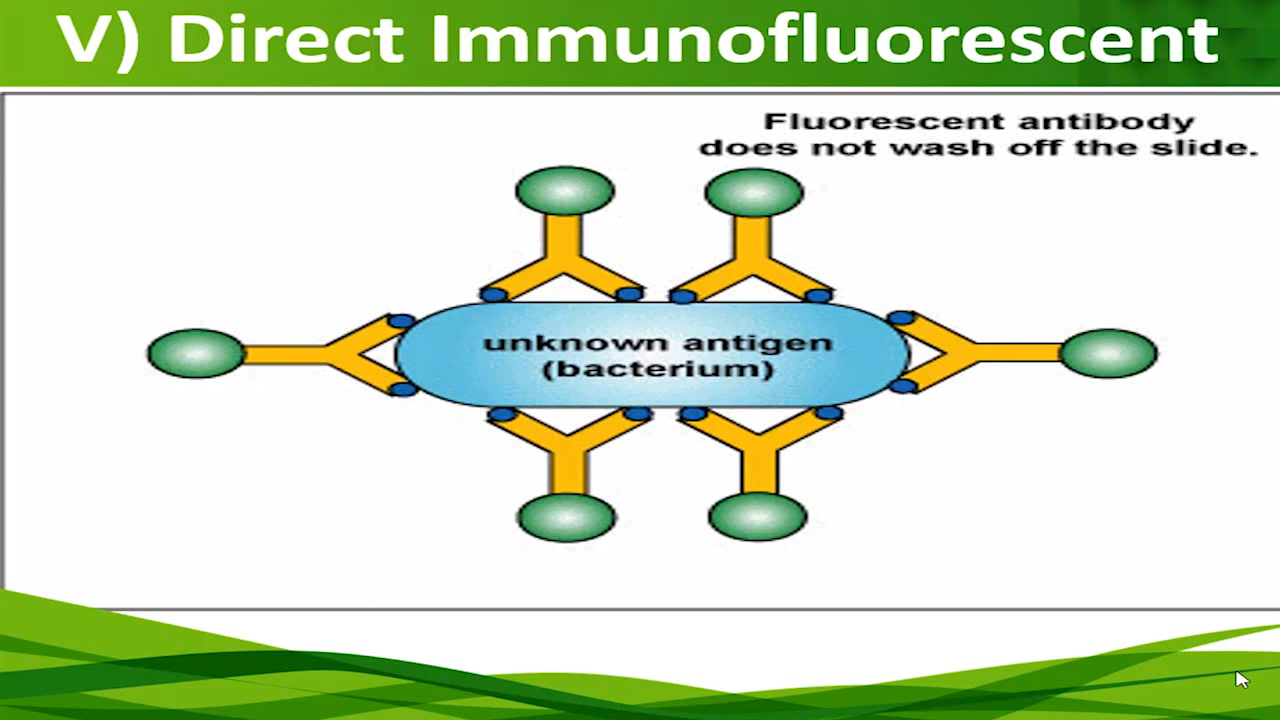 V) Direct Immunofluorescent
Fluorescent antibody
does not wash off the slide.
unknown antigen
(bacterium)